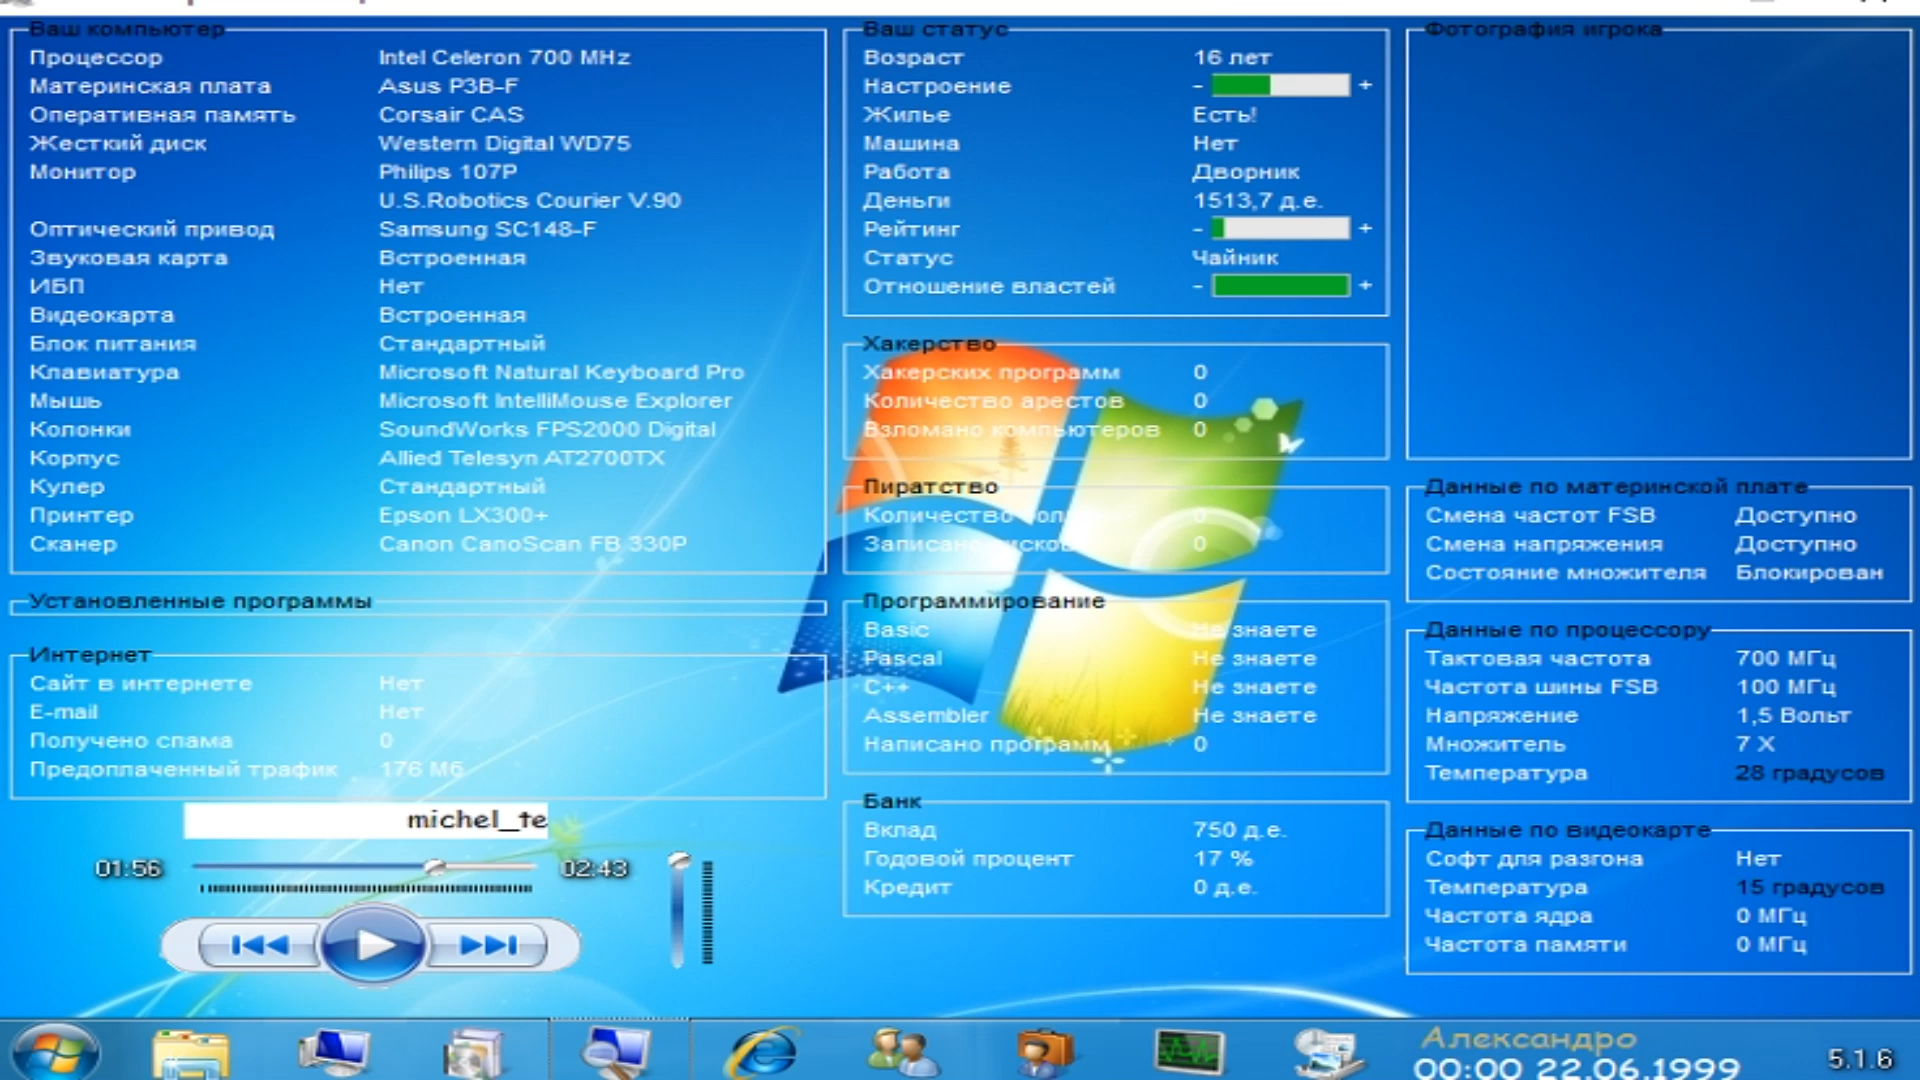 Ваш компьютер
Процессор Intel Celeron 700 MHz
Материнская плата Asus P3B-F
Оперативная память Corsair CAS
Жесткий диск Western Digital WD75
Монитор Philips 107P
U.S.Robotics Courier V.90
Оптический привод Samsung SC148-F
Звуковая карта Встроенная
ИБП Нет
Видеокарта Встроенная
Блок питания Стандартный
Клавиатура Microsoft Natural Keyboard Pro
Мышь Microsoft IntelliMouse Explorer
Колонки SoundWorks FPS2000 Digital
Корпус Allied Telesyn AT2700TX
Кулер Стандартный
Принтер Epson LX300+
Сканер Canon CanoScan FB 330P
Установленные программы
Интернет
Сайт в интернете Нет
E-mail Нет
Получено спама 0
Предоплаченный трафик 176 Мб
michel_te
01:56 02:43
Ваш статус
Возраст 16 лет
Настроение - +
Жилье Есть!
Машина Нет
Работа Дворник
Деньги 1513,7 д.е.
Рейтинг - +
Статус Чайник
Отношение властей - +
Хакерство
Хакерских программ 0
Количество арестов 0
Взломано компьютеров 0
Пиратство
Количество 0
Записано дисков 0
Программирование
Basic Не знаете
Pascal Не знаете
C++ Не знаете
Assembler Не знаете
Написано программ 0
Банк
Вклад 750 д.е.
Годовой процент 17 %
Кредит 0 д.е.
Фотография игрока
Данные по материнской плате
Смена частот FSB Доступно
Смена напряжения Доступно
Состояние множителя Блокирован
Данные по процессору
Тактовая частота 700 МГц
Частота шины FSB 100 МГц
Напряжение 1,5 Вольт
Множитель 7 X
Температура 28 градусов
Данные по видеокарте
Софт для разгона Нет
Температура 15 градусов
Частота ядра 0 МГц
Частота памяти 0 МГц
Александро
00:00 22.06.1999
5.1.6